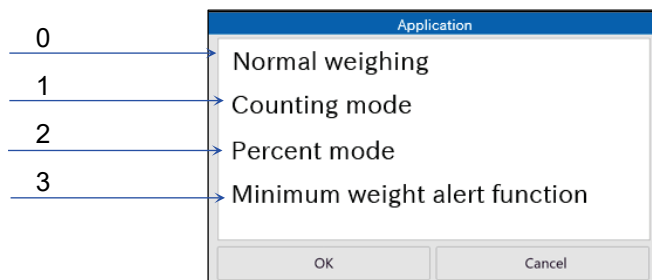 Application
0
Normal weighing
1
Counting mode
2
Percent mode
3
Minimum weight alert function
OK
Cancel